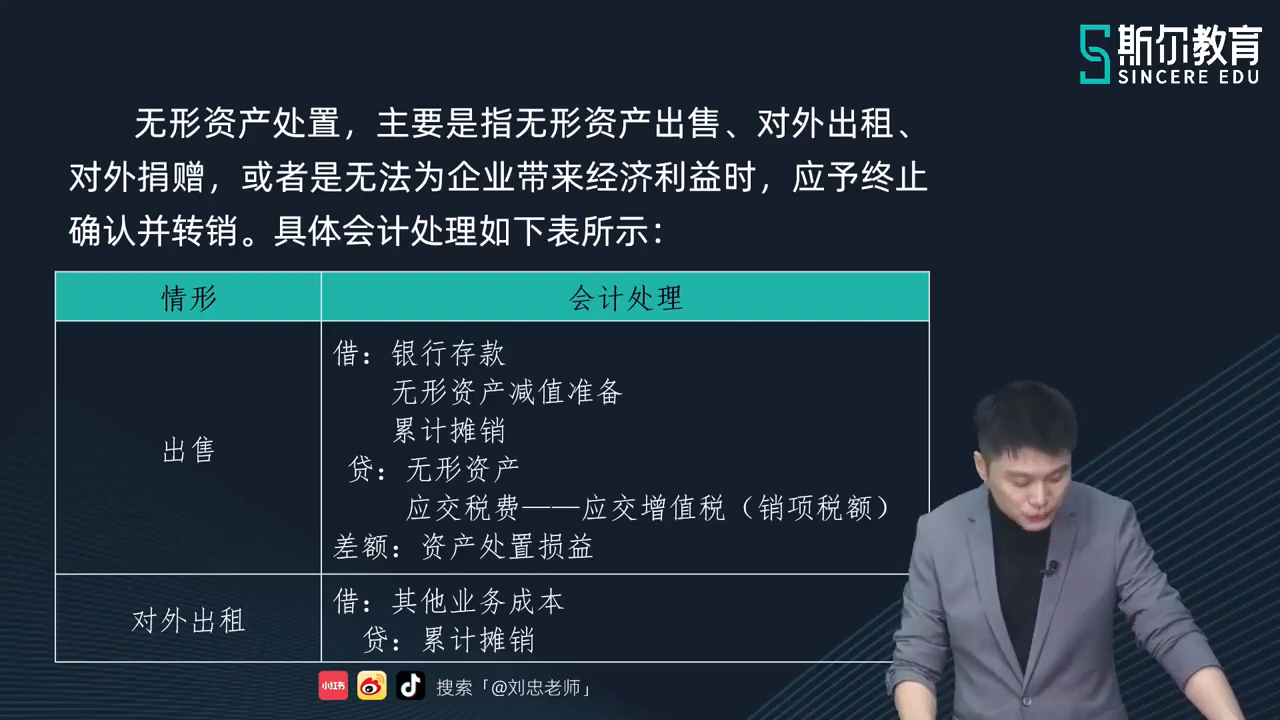 斯尔教育
SINCERE EDU
无形资产处置，主要是指无形资产出售、对外出租、
对外捐赠，或者是无法为企业带来经济利益时，应予终止
确认并转销。具体会计处理如下表所示：
情形
会计处理
出售
借：银行存款
无形资产减值准备
累计摊销
贷：无形资产
应交税费——应交增值税（销项税额）
差额：资产处置损益
对外出租
借：其他业务成本
贷：累计摊销
小红书
搜索「@刘忠老师」